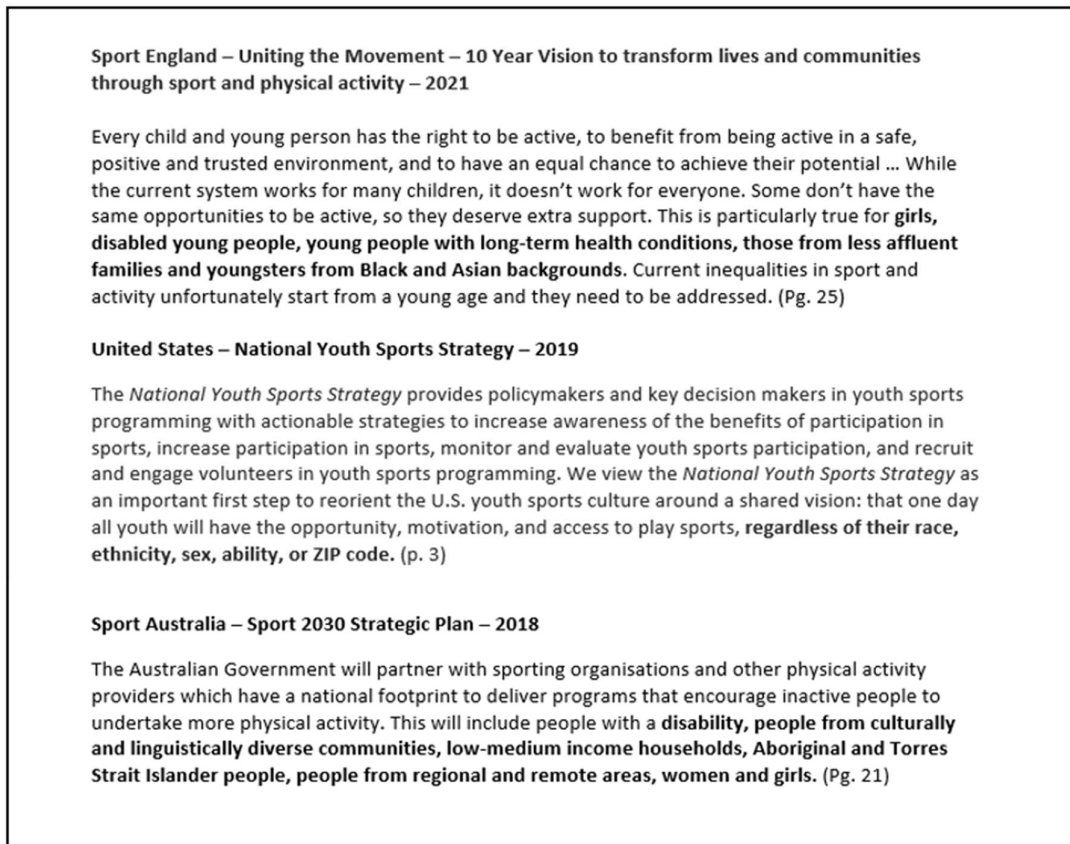 Sport England – Uniting the Movement – 10 Year Vision to transform lives and communities
through sport and physical activity – 2021
Every child and young person has the right to be active, to benefit from being active in a safe,
positive and trusted environment, and to have an equal chance to achieve their potential … While
the current system works for many children, it doesn’t work for everyone. Some don’t have the
same opportunities to be active, so they deserve extra support. This is particularly true for girls,
disabled young people, young people with long-term health conditions, those from less affluent
families and youngsters from Black and Asian backgrounds. Current inequalities in sport and
activity unfortunately start from a young age and they need to be addressed. (Pg. 25)
United States – National Youth Sports Strategy – 2019
The National Youth Sports Strategy provides policymakers and key decision makers in youth sports
programming with actionable strategies to increase awareness of the benefits of participation in
sports, increase participation in sports, monitor and evaluate youth sports participation, and recruit
and engage volunteers in youth sports programming. We view the National Youth Sports Strategy as
an important first step to reorient the U.S. youth sports culture around a shared vision: that one day
all youth will have the opportunity, motivation, and access to play sports, regardless of their race,
ethnicity, sex, ability, or ZIP code. (p. 3)
Sport Australia – Sport 2030 Strategic Plan – 2018
The Australian Government will partner with sporting organisations and other physical activity
providers which have a national footprint to deliver programs that encourage inactive people to
undertake more physical activity. This will include people with a disability, people from culturally
and linguistically diverse communities, low-medium income households, Aboriginal and Torres
Strait Islander people, people from regional and remote areas, women and girls. (Pg. 21)